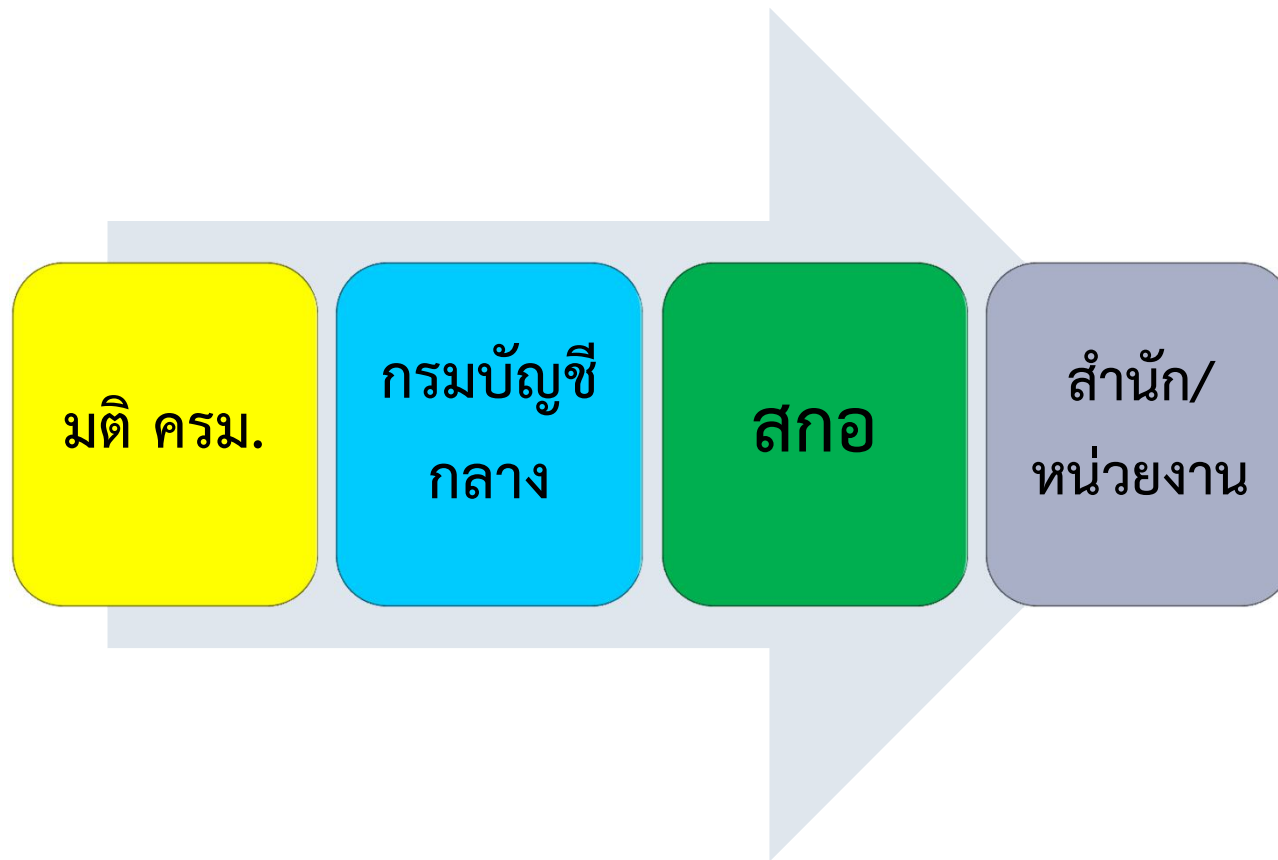 มติ ครม.
กรมบัญชี
กลาง
สกอ
สำนัก/
หน่วยงาน